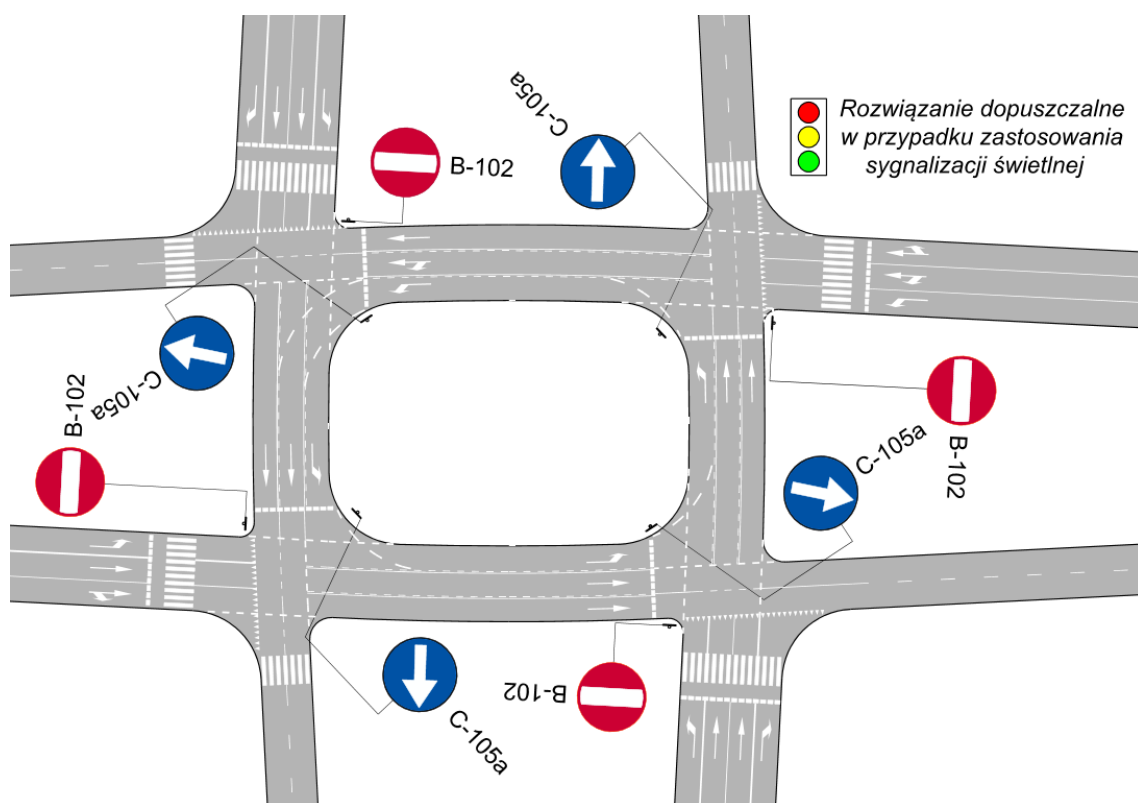 C-105a
B-102
Rozwiązanie dopuszczalne
w przypadku zastosowania
sygnalizacji świetlnej
C-105a
B-102
B-102
C-105a
B-102
C-105a